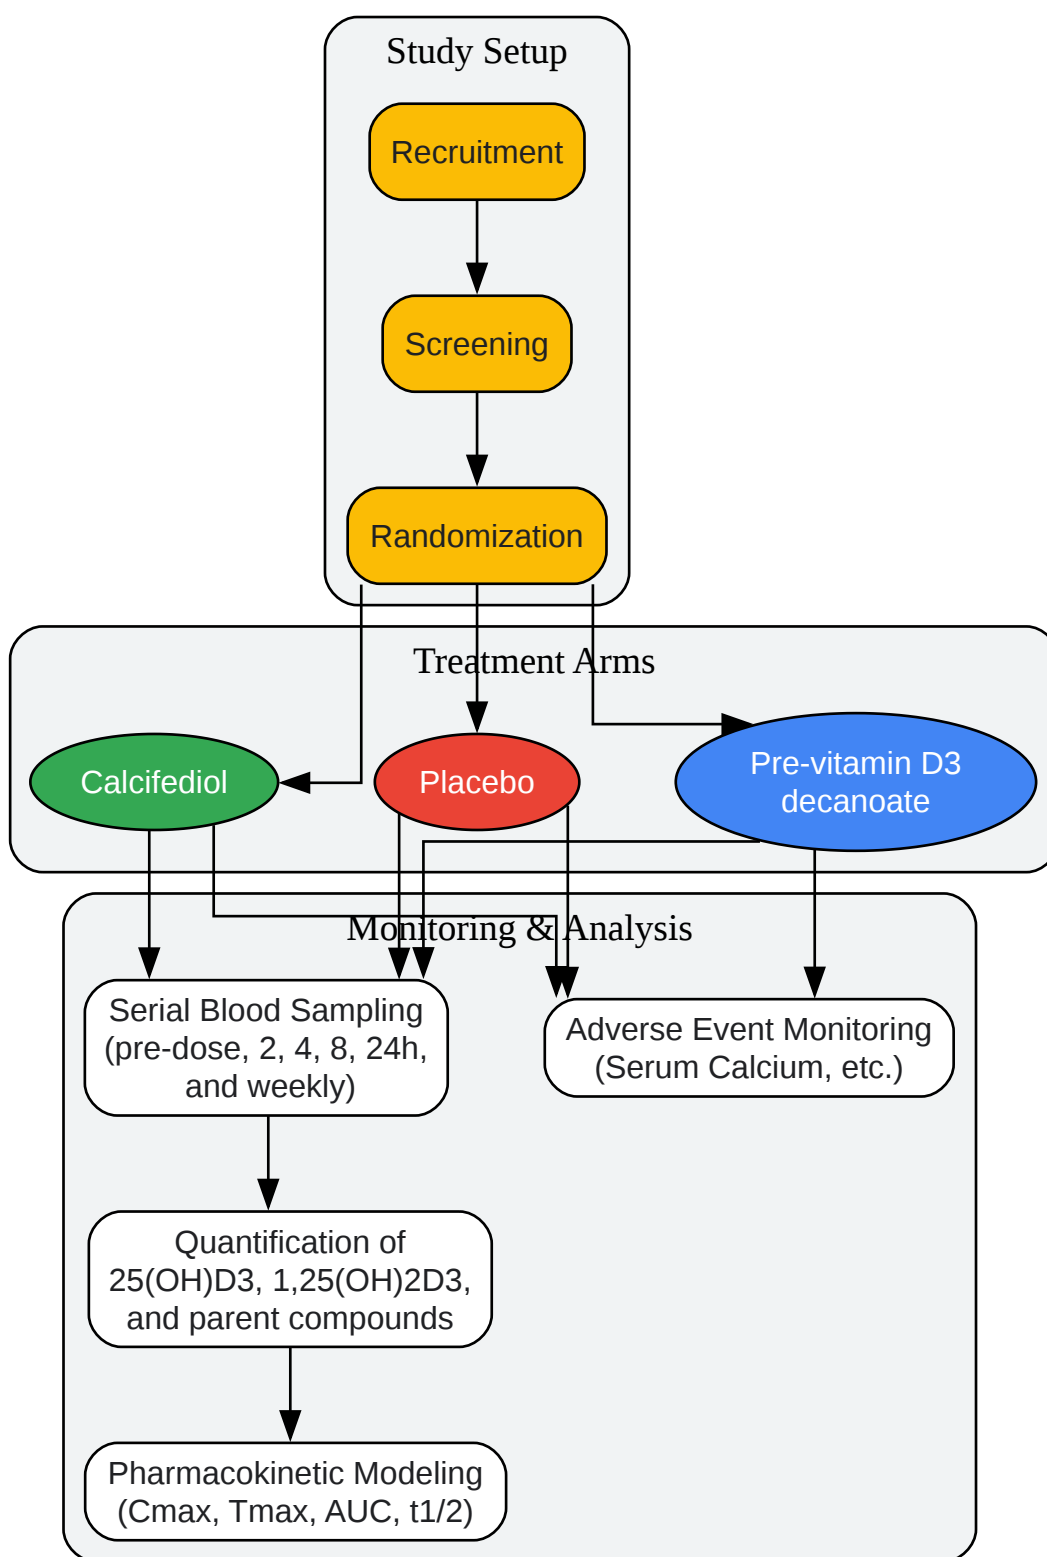 Study Setup
Recruitment
Screening
Randomization
Treatment Arms
Calcifediol
Placebo
Pre-vitamin D3
decanoate
Monitoring & Analysis
Serial Blood Sampling
(pre-dose, 2, 4, 8, 24h,
and weekly)
Adverse Event Monitoring
(Serum Calcium, etc.)
Quantification of
25(OH)D3, 1,25(OH)2D3,
and parent compounds
Pharmacokinetic Modeling
(Cmax, Tmax, AUC, t1/2)